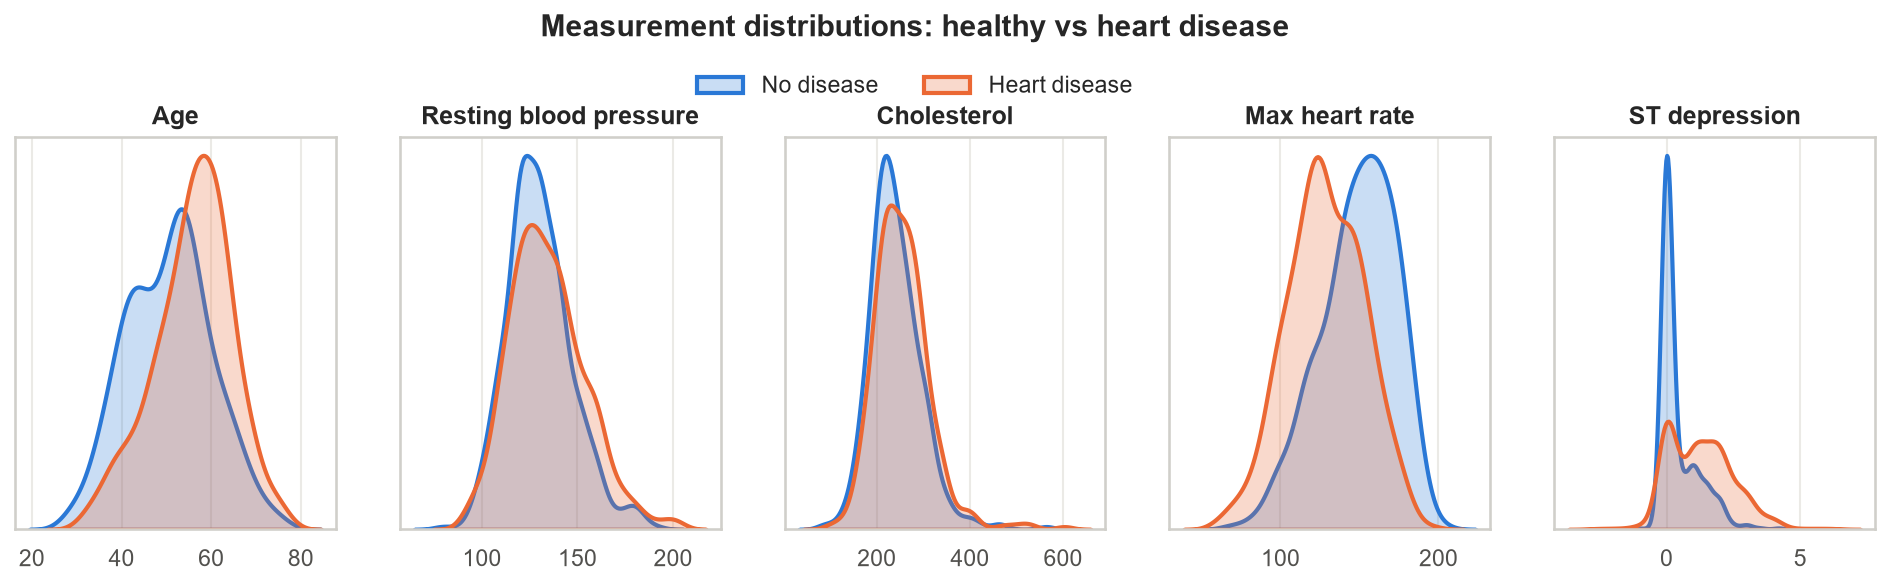 Measurement distributions: healthy vs heart disease
No disease Heart disease
Age Resting blood pressure Cholesterol Max heart rate ST depression
20 40 60 80 100 150 200 200 400 600 100 200 0 5